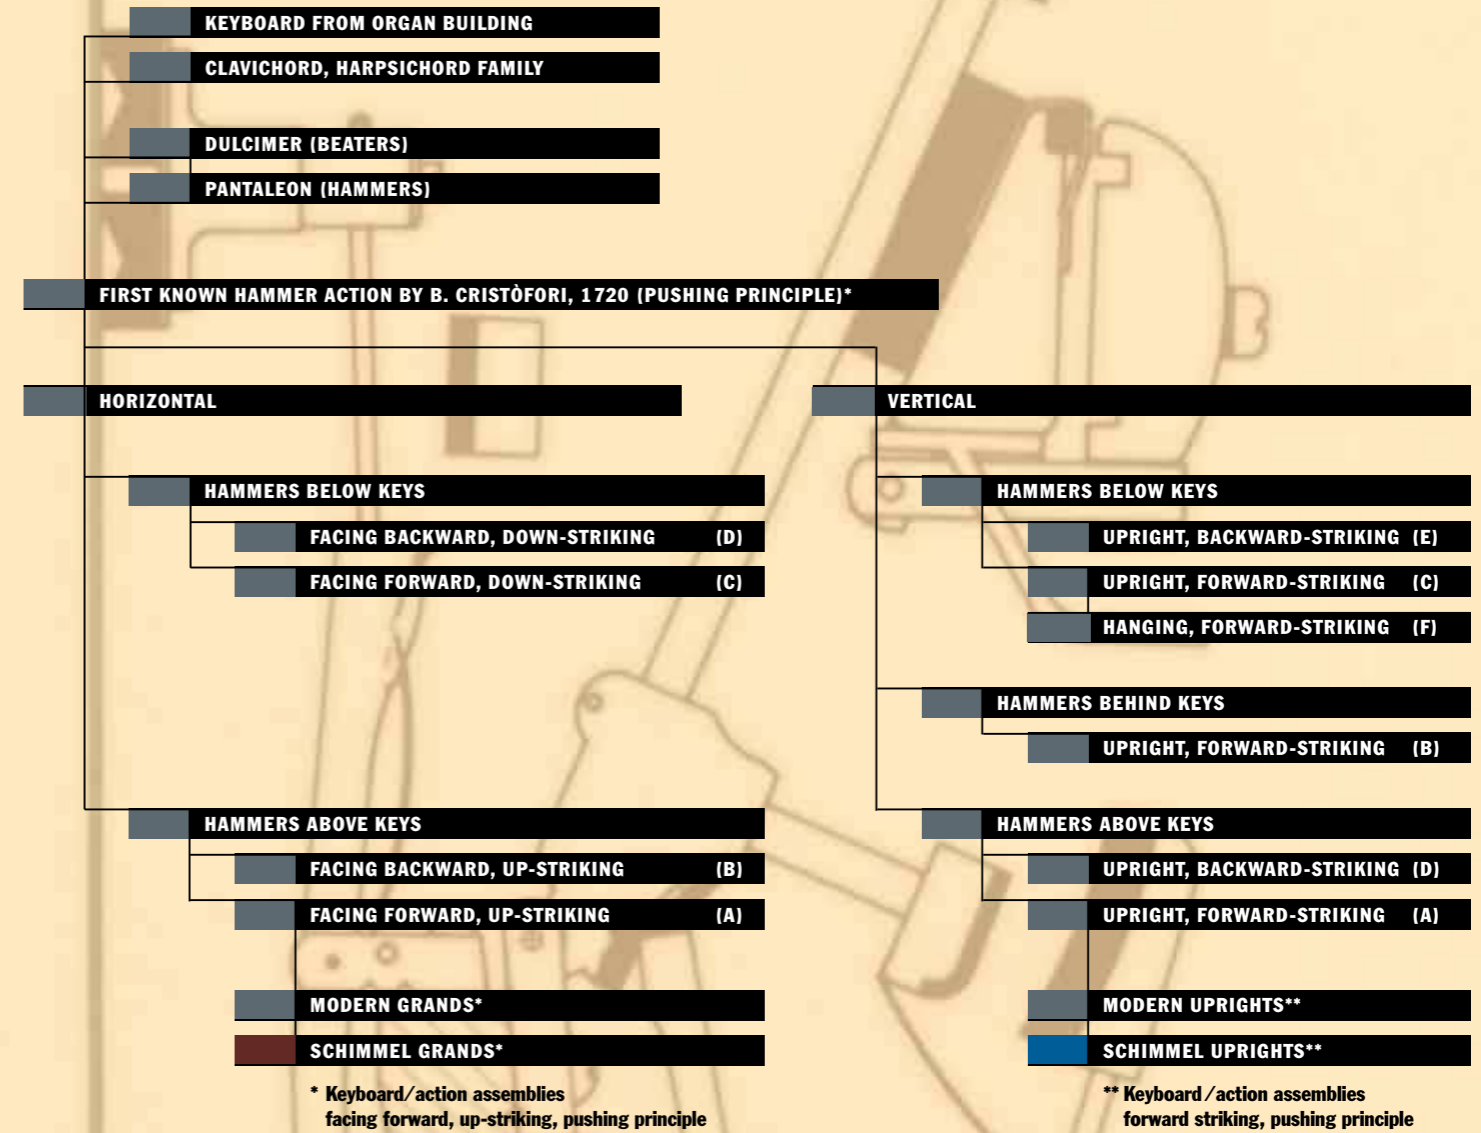 KEYBOARD FROM ORGAN BUILDING
CLAVICHORD, HARPSICHORD FAMILY
DULCIMER (BEATERS)
PANTALEON (HAMMERS)
FIRST KNOWN HAMMER ACTION BY B. CRISTÒFORI, 1720 (PUSHING PRINCIPLE)*
HORIZONTAL
HAMMERS BELOW KEYS
FACING BACKWARD, DOWN-STRIKING (D)
FACING FORWARD, DOWN-STRIKING (C)
HAMMERS ABOVE KEYS
FACING BACKWARD, UP-STRIKING (B)
FACING FORWARD, UP-STRIKING (A)
MODERN GRANDS*
SCHIMMEL GRANDS*
* Keyboard/action assemblies
facing forward, up-striking, pushing principle
VERTICAL
HAMMERS BELOW KEYS
UPRIGHT, BACKWARD-STRIKING (E)
UPRIGHT, FORWARD-STRIKING (C)
HANGING, FORWARD-STRIKING (F)
HAMMERS BEHIND KEYS
UPRIGHT, FORWARD-STRIKING (B)
HAMMERS ABOVE KEYS
UPRIGHT, BACKWARD-STRIKING (D)
UPRIGHT, FORWARD-STRIKING (A)
MODERN UPRIGHTS**
SCHIMMEL UPRIGHTS**
** Keyboard/action assemblies
forward striking, pushing principle